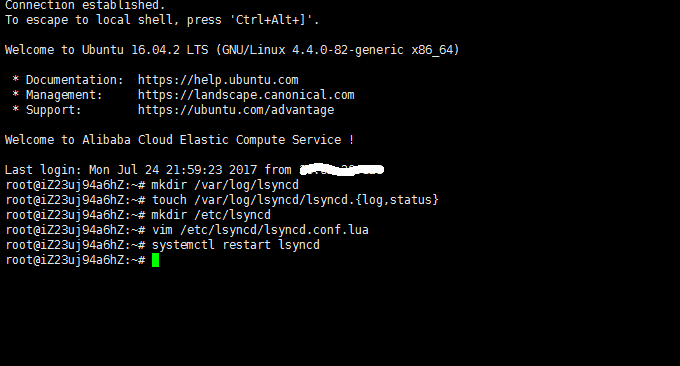 Connection established.
To escape to local shell, press 'Ctrl+Alt+]'.
Welcome to Ubuntu 16.04.2 LTS (GNU/Linux 4.4.0-82-generic x86_64)
* Documentation:  https://help.ubuntu.com
* Management:     https://landscape.canonical.com
* Support:        https://ubuntu.com/advantage
Welcome to Alibaba Cloud Elastic Compute Service !
Last login: Mon Jul 24 21:59:23 2017 from
root@iZ23uj94a6hZ:~# mkdir /var/log/lsyncd
root@iZ23uj94a6hZ:~# touch /var/log/lsyncd/lsyncd.{log,status}
root@iZ23uj94a6hZ:~# mkdir /etc/lsyncd
root@iZ23uj94a6hZ:~# vim /etc/lsyncd/lsyncd.conf.lua
root@iZ23uj94a6hZ:~# systemctl restart lsyncd
root@iZ23uj94a6hZ:~#